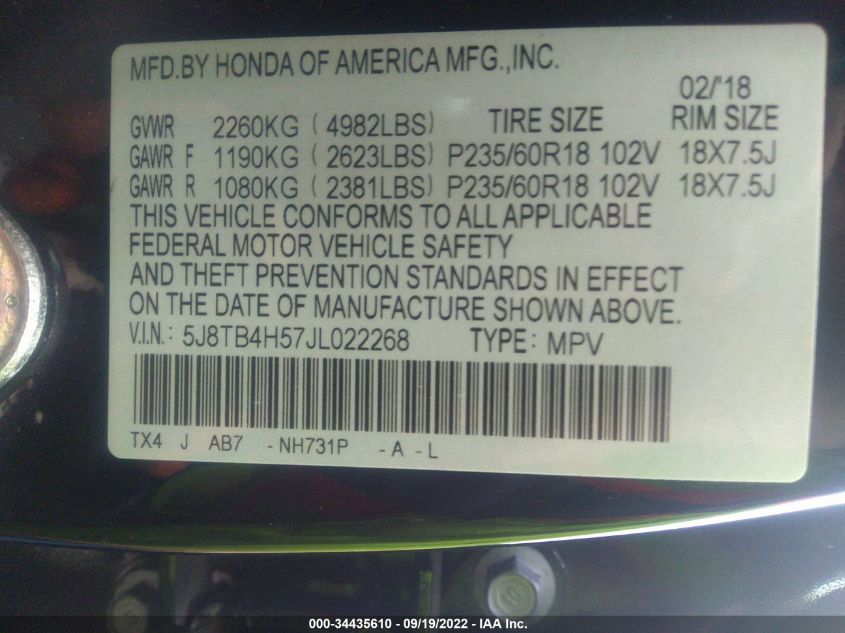 MFD.BY HONDA OF AMERICA MFG.,INC.
02/'18
GVWR 2260KG (4982LBS) TIRE SIZE RIM SIZE
GAWR F 1190KG (2623LBS) P235/60R18 102V 18X7.5J
GAWR R 1080KG (2381LBS) P235/60R18 102V 18X7.5J
THIS VEHICLE CONFORMS TO ALL APPLICABLE
FEDERAL MOTOR VEHICLE SAFETY
AND THEFT PREVENTION STANDARDS IN EFFECT
ON THE DATE OF MANUFACTURE SHOWN ABOVE.
V.I.N.: 5J8TB4H57JL022268 TYPE: MPV
TX4 J AB7 -NH731P -A -L
000-34435610 - 09/19/2022 - IAA Inc.